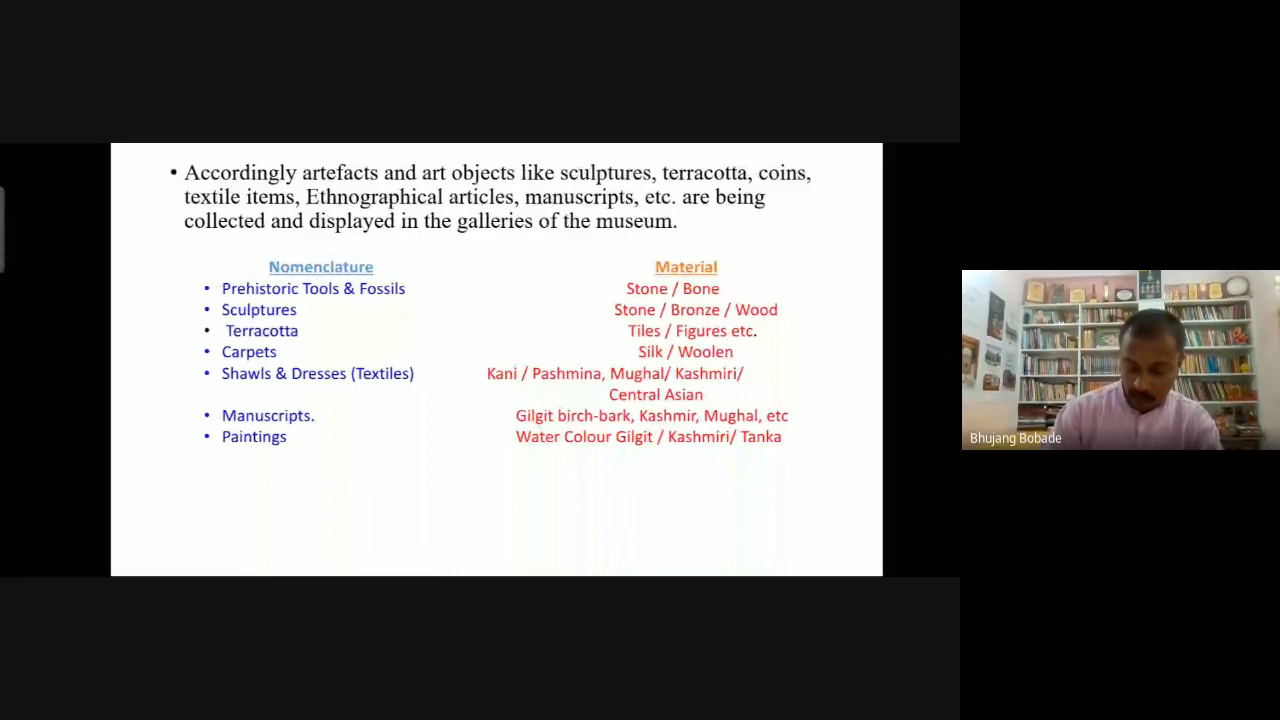 • Accordingly artefacts and art objects like sculptures, terracotta, coins,
textile items, Ethnographical articles, manuscripts, etc. are being
collected and displayed in the galleries of the museum.
Nomenclature Material
• Prehistoric Tools & Fossils Stone / Bone
• Sculptures Stone / Bronze / Wood
• Terracotta Tiles / Figures etc.
• Carpets Silk / Woolen
• Shawls & Dresses (Textiles) Kani / Pashmina, Mughal/ Kashmiri/
Central Asian
• Manuscripts. Gilgit birch-bark, Kashmir, Mughal, etc
• Paintings Water Colour Gilgit / Kashmiri/ Tanka
Bhujang Bobade